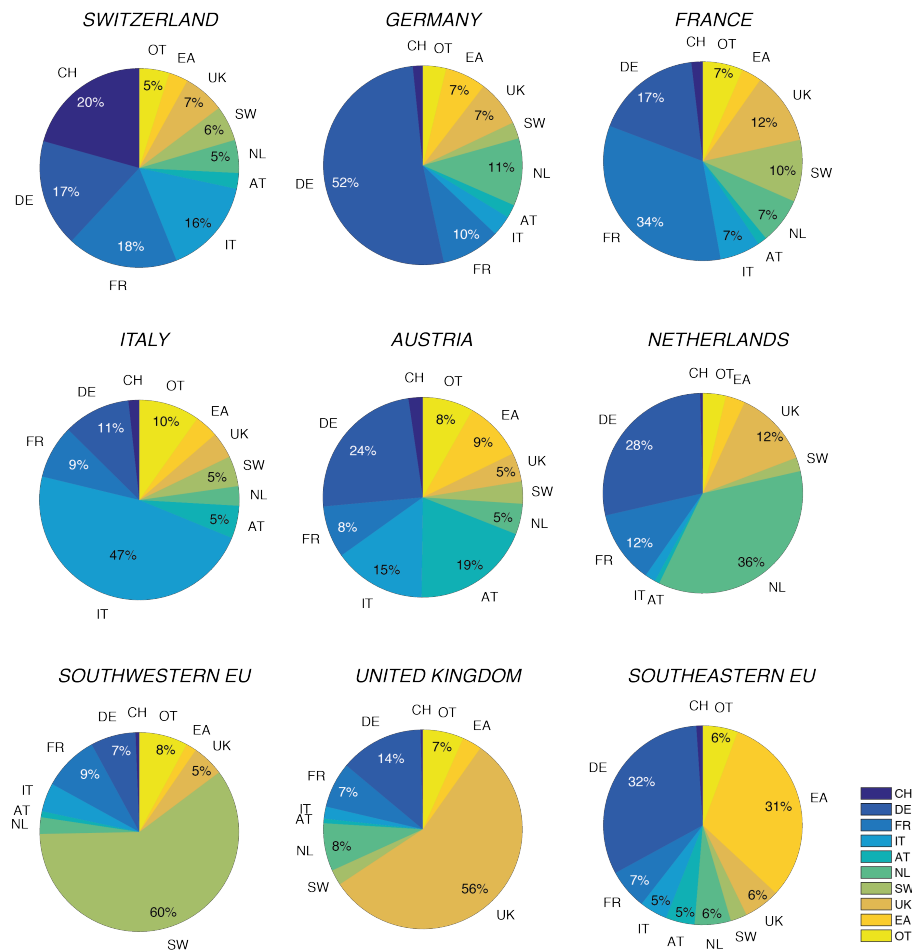 SWITZERLAND
GERMANY
FRANCE
CH
OT
EA
UK
SW
NL
AT
IT
FR
DE
20%
5%
7%
6%
5%
16%
18%
17%
CH
OT
EA
UK
SW
NL
AT
IT
FR
DE
7%
7%
11%
10%
52%
CH
OT
EA
UK
SW
NL
AT
IT
FR
DE
7%
12%
10%
7%
7%
34%
17%
ITALY
AUSTRIA
NETHERLANDS
CH
OT
EA
UK
SW
NL
AT
IT
FR
DE
10%
5%
5%
47%
9%
11%
CH
OT
EA
UK
SW
NL
AT
IT
FR
DE
8%
9%
5%
5%
19%
15%
8%
24%
CH
OT
EA
UK
SW
NL
AT
IT
FR
DE
12%
36%
12%
28%
SOUTHWESTERN EU
UNITED KINGDOM
SOUTHEASTERN EU
CH
OT
EA
UK
SW
NL
AT
IT
FR
DE
8%
5%
60%
9%
7%
CH
OT
EA
UK
SW
NL
AT
IT
FR
DE
7%
56%
8%
7%
14%
CH
OT
EA
UK
SW
NL
AT
IT
FR
DE
6%
31%
6%
6%
5%
5%
7%
32%
CH
DE
FR
IT
AT
NL
SW
UK
EA
OT